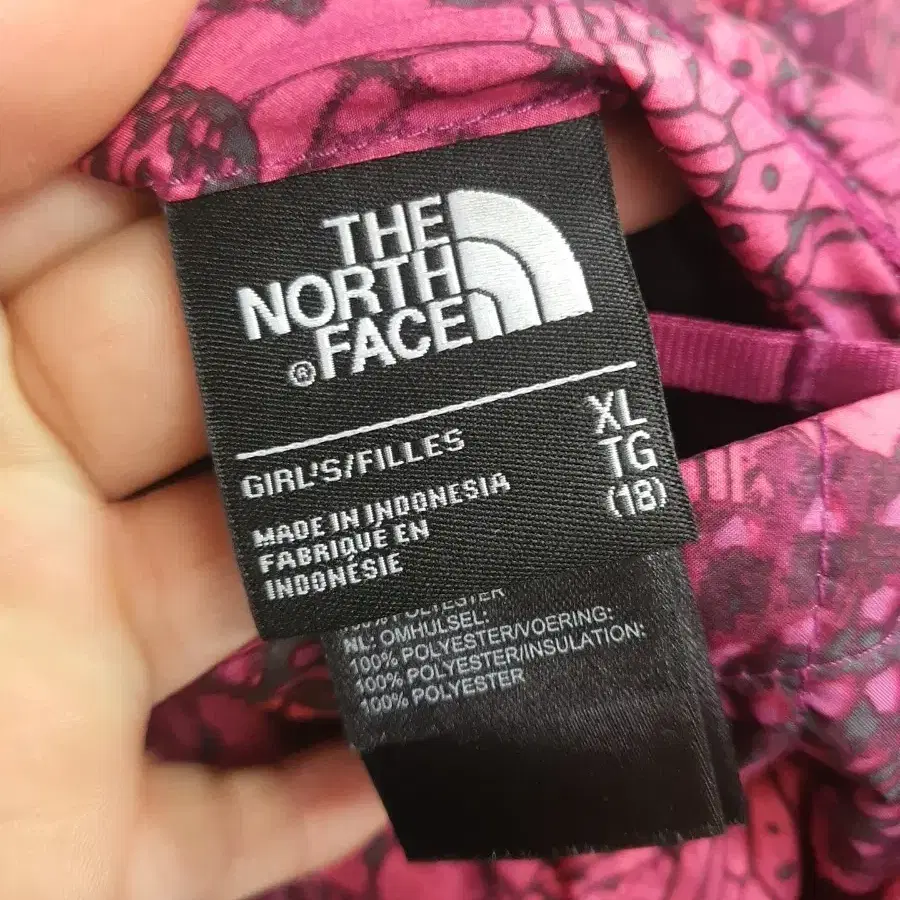 THE
NORTH
®FACE
GIRL'S/FILLES
XL
TG
(18)
MADE IN INDONESIA
FABRIQUE EN
INDONÉSIE
100% POLYESTER
NL: OMHULSEL:
100% POLYESTER/VOERING:
100% POLYESTER/INSULATION:
100% POLYESTER